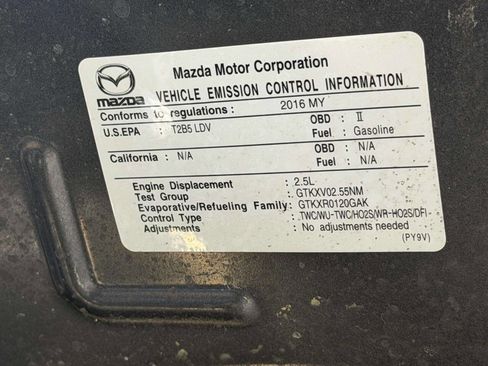 Mazda Motor Corporation
mazda
VEHICLE EMISSION CONTROL INFORMATION
Conforms to regulations : 2016 MY
U.S.EPA : T2B5 LDV OBD : II
Fuel : Gasoline
California : N/A OBD : N/A
Fuel : N/A
Engine Displacement : 2.5L
Test Group : GTKXV02.55NM
Evaporative/Refueling Family: GTKXR0120GAK
Control Type : TWC/WU-TWC/HO2S/WR-HO2S/DFI
Adjustments : No adjustments needed
(PY9V)